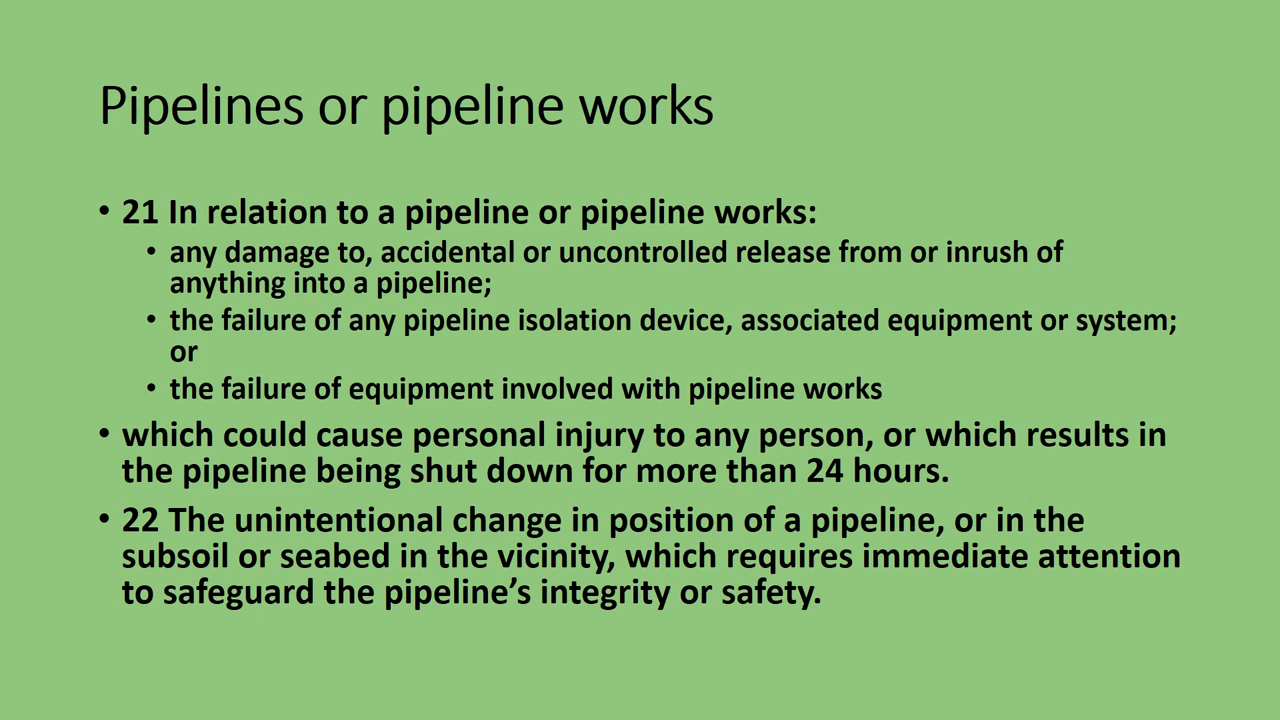 Pipelines or pipeline works
• 21 In relation to a pipeline or pipeline works:
• any damage to, accidental or uncontrolled release from or inrush of
anything into a pipeline;
• the failure of any pipeline isolation device, associated equipment or system;
or
• the failure of equipment involved with pipeline works
• which could cause personal injury to any person, or which results in
the pipeline being shut down for more than 24 hours.
• 22 The unintentional change in position of a pipeline, or in the
subsoil or seabed in the vicinity, which requires immediate attention
to safeguard the pipeline’s integrity or safety.